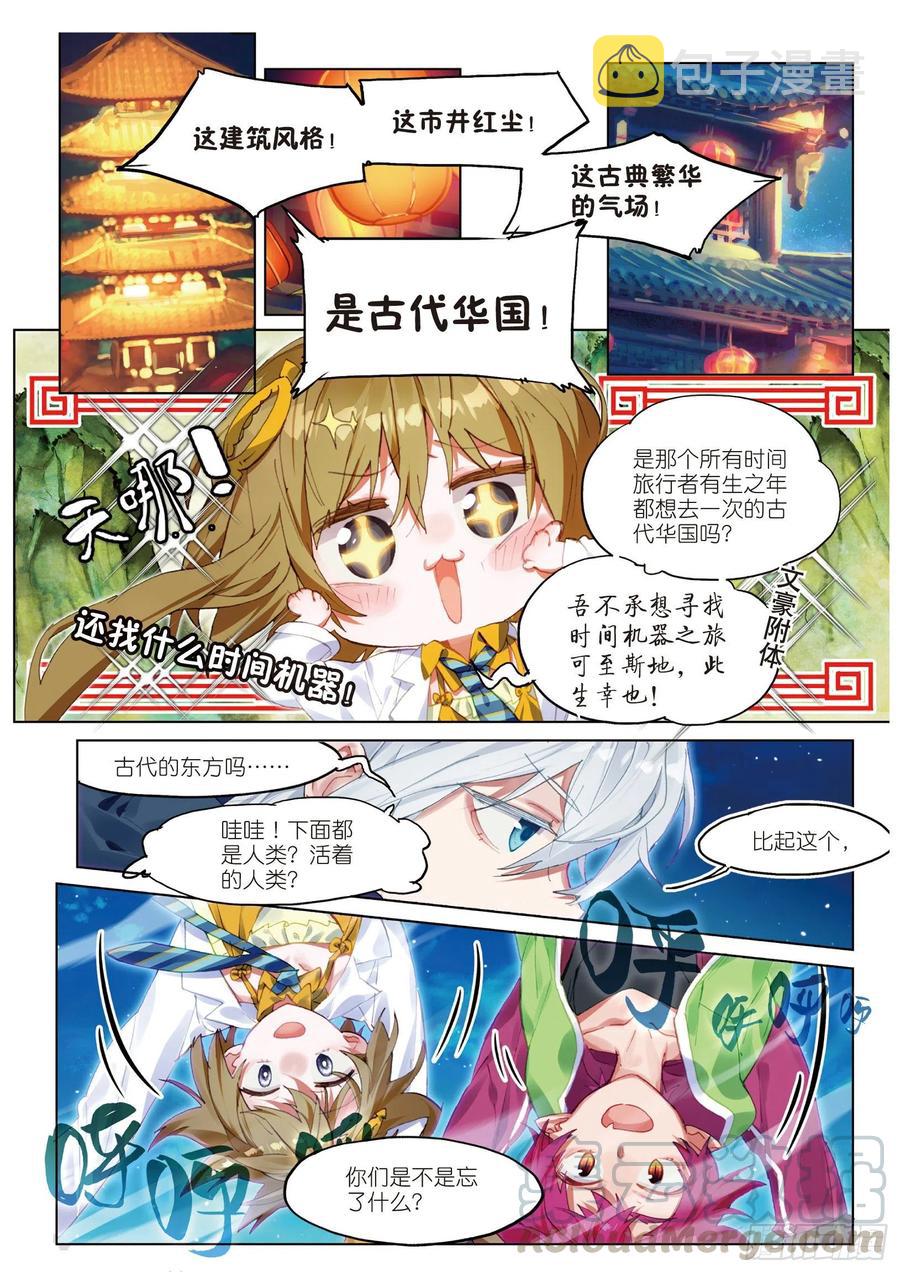 包子漫畫
这建筑风格！
这市井红尘！
这古典繁华
的气场！
是古代华国！
天哪！
是那个所有时间
旅行者有生之年
都想去一次的古
代华国吗？
吾不承想寻找
时间机器之旅
可至斯地，此
生幸也！
文豪附体
还找什么时间机器！
古代的东方吗……
哇哇！下面都
是人类？活着
的人类？
比起这个，
呼
呼
呼
呼
呼
呼
你们是不是忘
了什么？
kaodouMerge.com